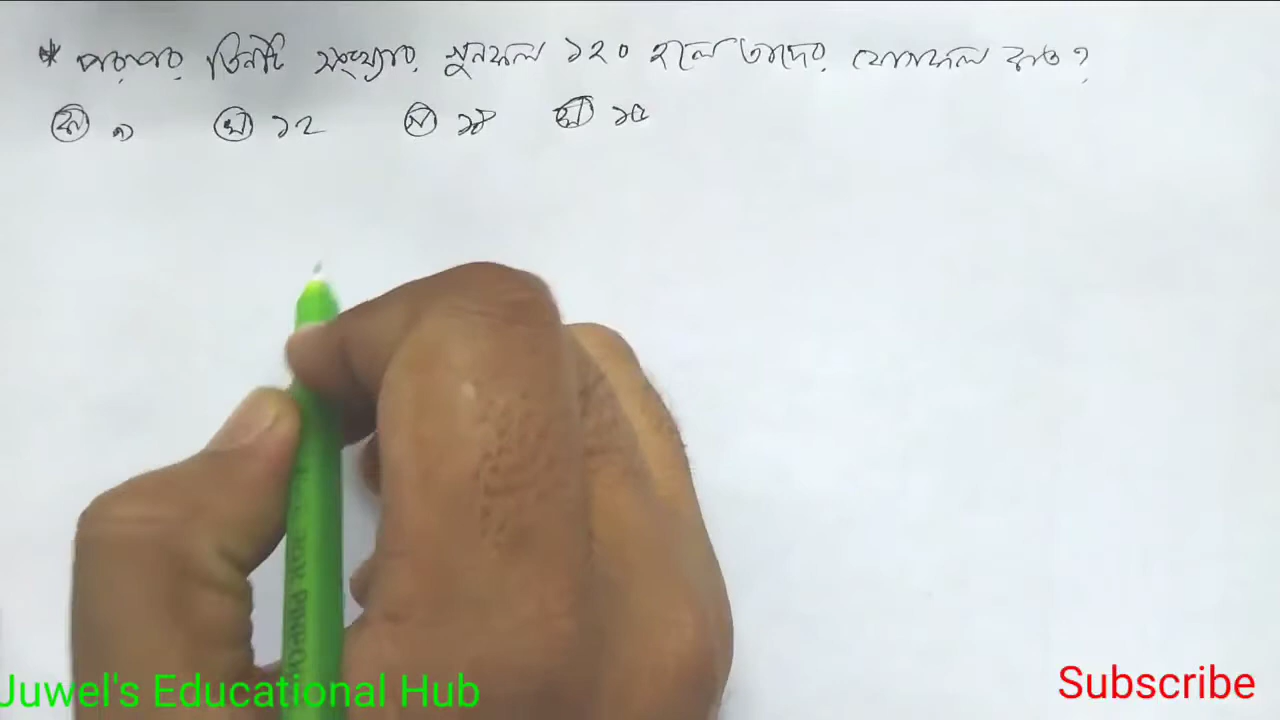 * পরপর তিনটি সংখ্যার গুনফল ১২০ হলে তাদের যোগফল কত ?
(ক) ৯ (খ) ১২ (গ) ১৪ (ঘ) ১৫
Juwel's Educational Hub
Subscribe